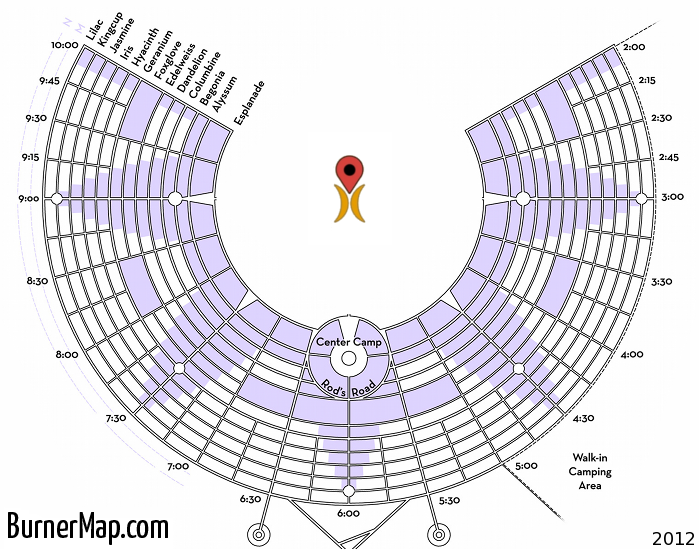 N
M
Lilac
Kingcup
Jasmine
Iris
Hyacinth
Geranium
Foxglove
Edelweiss
Dandelion
Columbine
Begonia
Alyssum
Esplanade
10:00
9:45
9:30
9:15
9:00
8:30
8:00
7:30
7:00
6:30
6:00
5:30
5:00
4:30
4:00
3:30
3:00
2:45
2:30
2:15
2:00
Center Camp
Rod's Road
Walk-in
Camping
Area
BurnerMap.com
2012